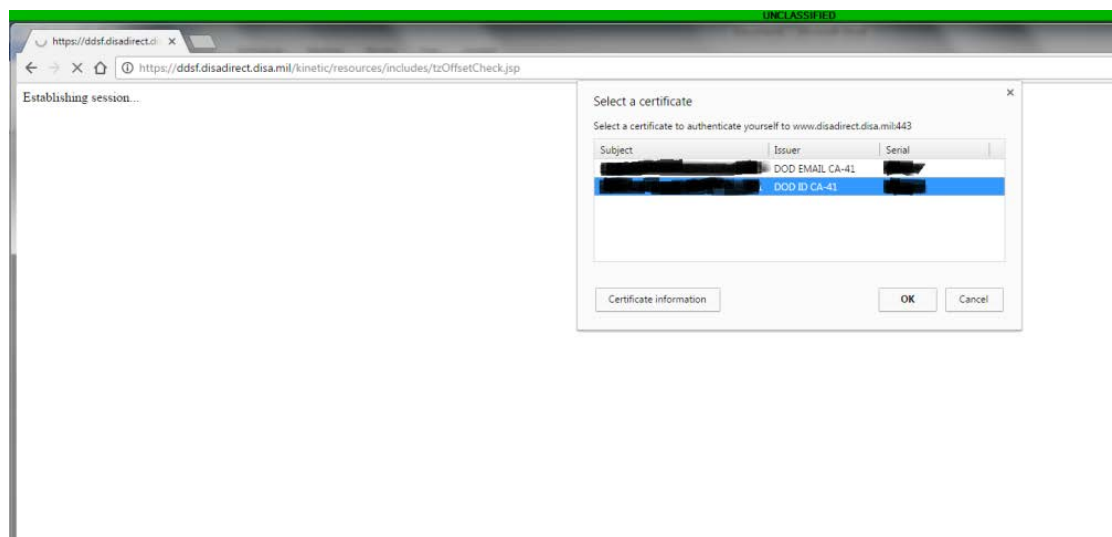 UNCLASSIFIED
https://ddsf.disadirect.d
https://ddsf.disadirect.disa.mil/kinetic/resources/includes/tzOffsetCheck.jsp
Establishing session...
Select a certificate
Select a certificate to authenticate yourself to www.disadirect.disa.mil:443
Subject Issuer Serial
DOD EMAIL CA-41
DOD ID CA-41
Certificate information OK Cancel